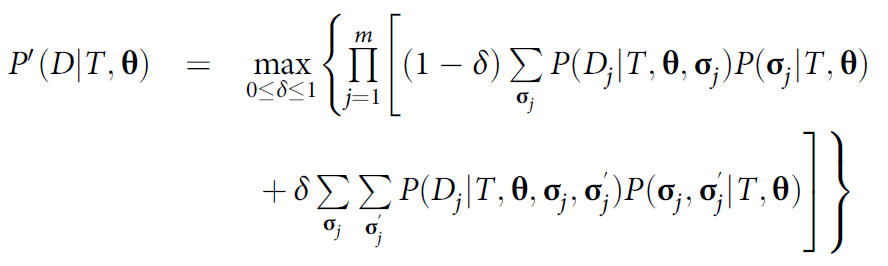 P′(D|T, θ) = max_{0≤δ≤1} { ∏_{j=1}^{m} [ (1 − δ) ∑_{σ_j} P(D_j|T, θ, σ_j)P(σ_j|T, θ)
+ δ ∑_{σ_j} ∑_{σ′_j} P(D_j|T, θ, σ_j, σ′_j)P(σ_j, σ′_j|T, θ) ] }